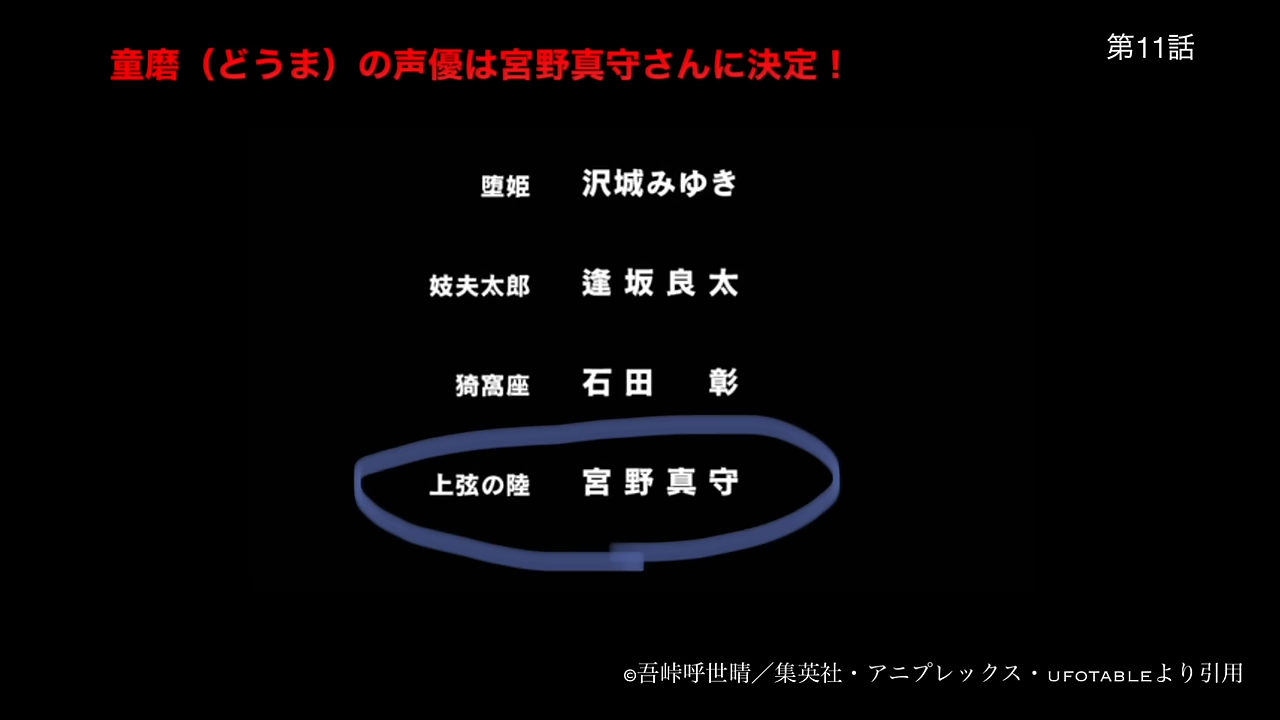 童磨（どうま）の声優は宮野真守さんに決定！
第11話
堕姫 沢城みゆき
妓夫太郎 逢坂良太
猗窩座 石田 彰
上弦の陸 宮野真守
©吾峠呼世晴／集英社・アニプレックス・UFOTABLEより引用